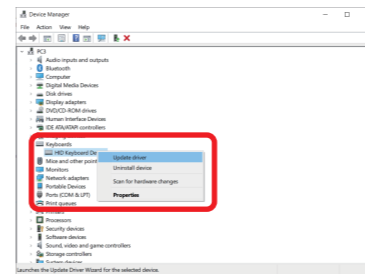 Device Manager
File Action View Help
PC3
Audio inputs and outputs
Bluetooth
Computer
Digital Media Devices
Disk drives
Display adapters
DVD/CD-ROM drives
Human Interface Devices
IDE ATA/ATAPI controllers
Keyboards
HID Keyboard De
Mice and other point
Monitors
Network adapters
Portable Devices
Ports (COM & LPT)
Print queues
Update driver
Uninstall device
Scan for hardware changes
Properties
Printers
Processors
Security devices
Software devices
Sound, video and game controllers
Storage controllers
System devices
Launches the Update Driver Wizard for the selected device.